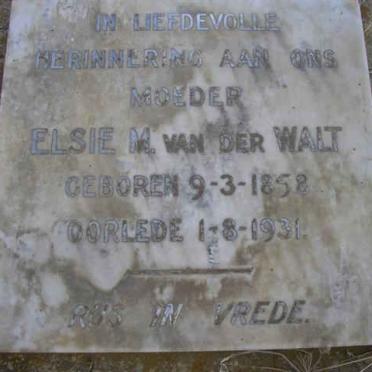 IN LIEFDEVOLLE
HERINNERING AAN ONS
MOEDER
ELSIE M. VAN DER WALT
GEBOREN 9-3-1858
OORLEDE 1-8-1931.
RUS IN VREDE.